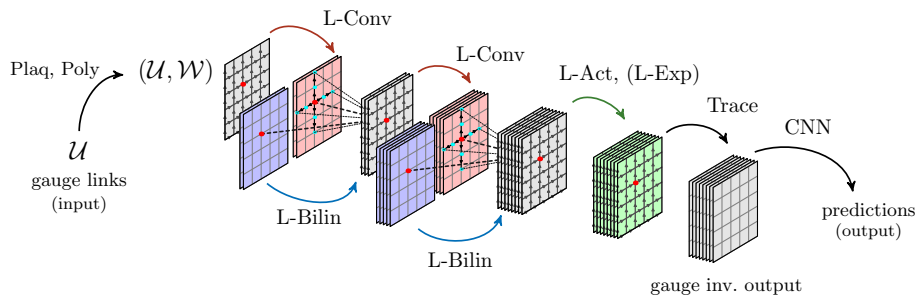 L-Conv
L-Conv
Plaq, Poly
(𝒰, 𝒲)
L-Act, (L-Exp)
Trace
CNN
𝒰
gauge links
(input)
L-Bilin
L-Bilin
predictions
(output)
gauge inv. output